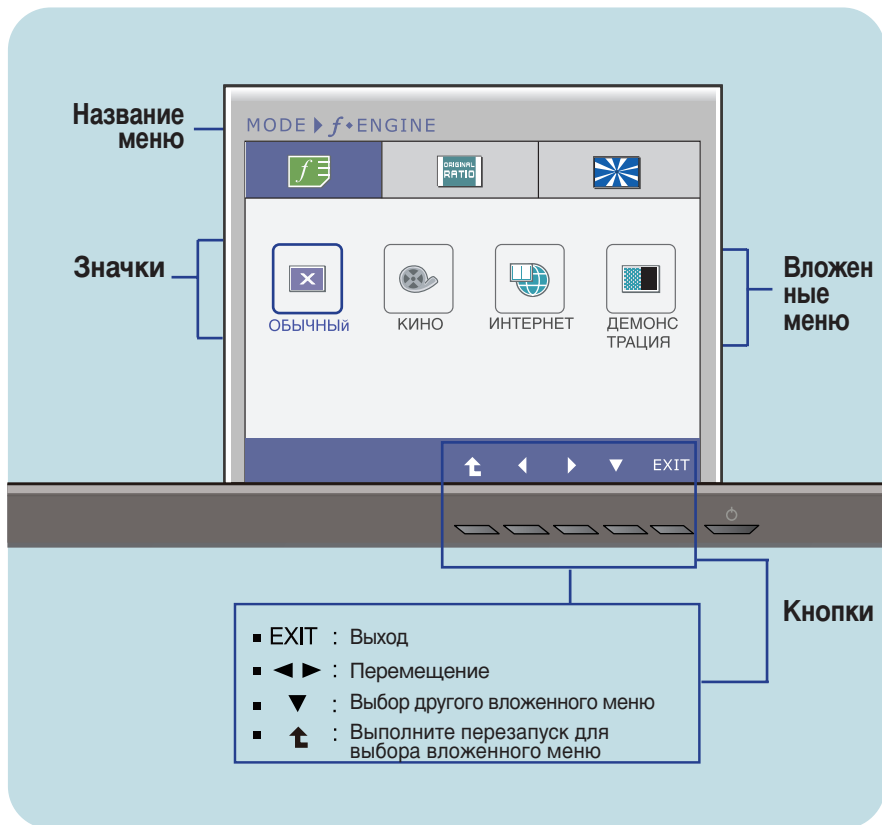 Название
меню
MODE ▶ f◆ENGINE
f
ORIGINAL
RATIO
Значки
Вложен
ные
меню
ОБЫЧНЫй
КИНО
ИНТЕРНЕТ
ДЕМОНС
ТРАЦИЯ
EXIT
Кнопки
▪ EXIT : Выход
▪ ◀ ▶ : Перемещение
▪ ▼ : Выбор другого вложенного меню
▪ : Выполните перезапуск для
выбора вложенного меню